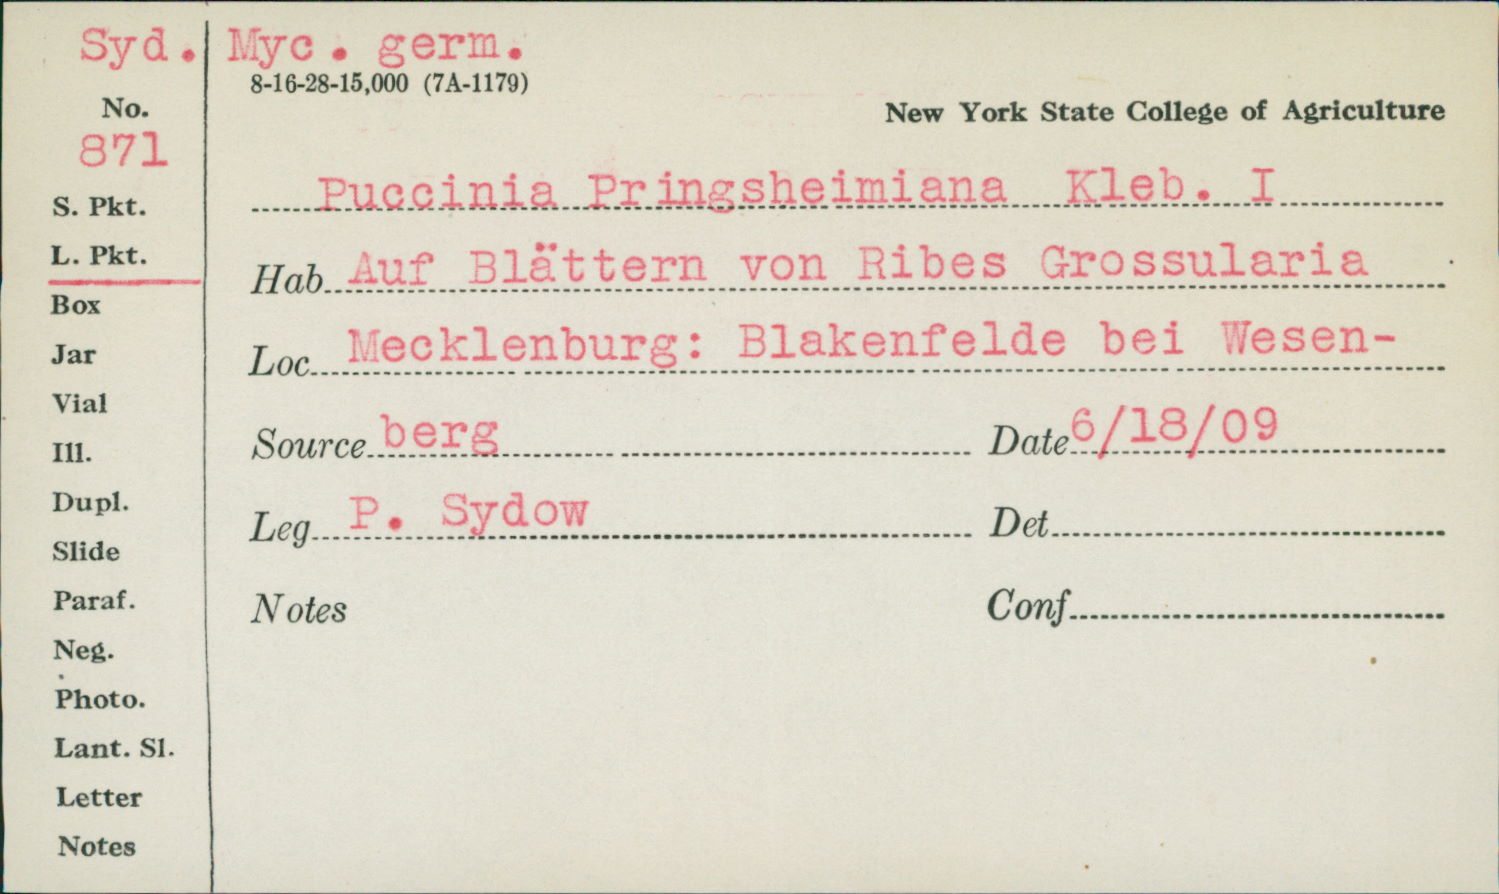 Syd. Myc. germ.
8-16-28-15,000 (7A-1179)
No.
New York State College of Agriculture
871
S. Pkt.
Puccinia Pringsheimiana Kleb. I
L. Pkt.
Hab Auf Blättern von Ribes Grossularia
Box
Jar
Loc Mecklenburg: Blakenfelde bei Wesen-
Vial
Ill.
Source berg Date 6/18/09
Dupl.
Leg P. Sydow Det
Slide
Paraf.
Notes Conf
Neg.
Photo.
Lant. Sl.
Letter
Notes